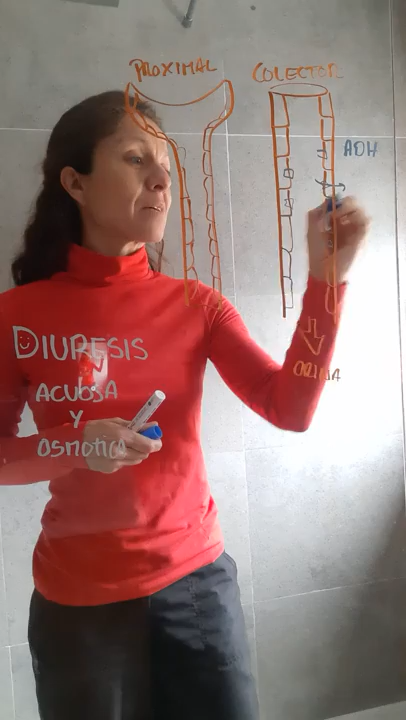 PROXIMAL
COLECTOR
ADH
DIURESIS
ACUOSA
Y
OSMOTICA
ORINA